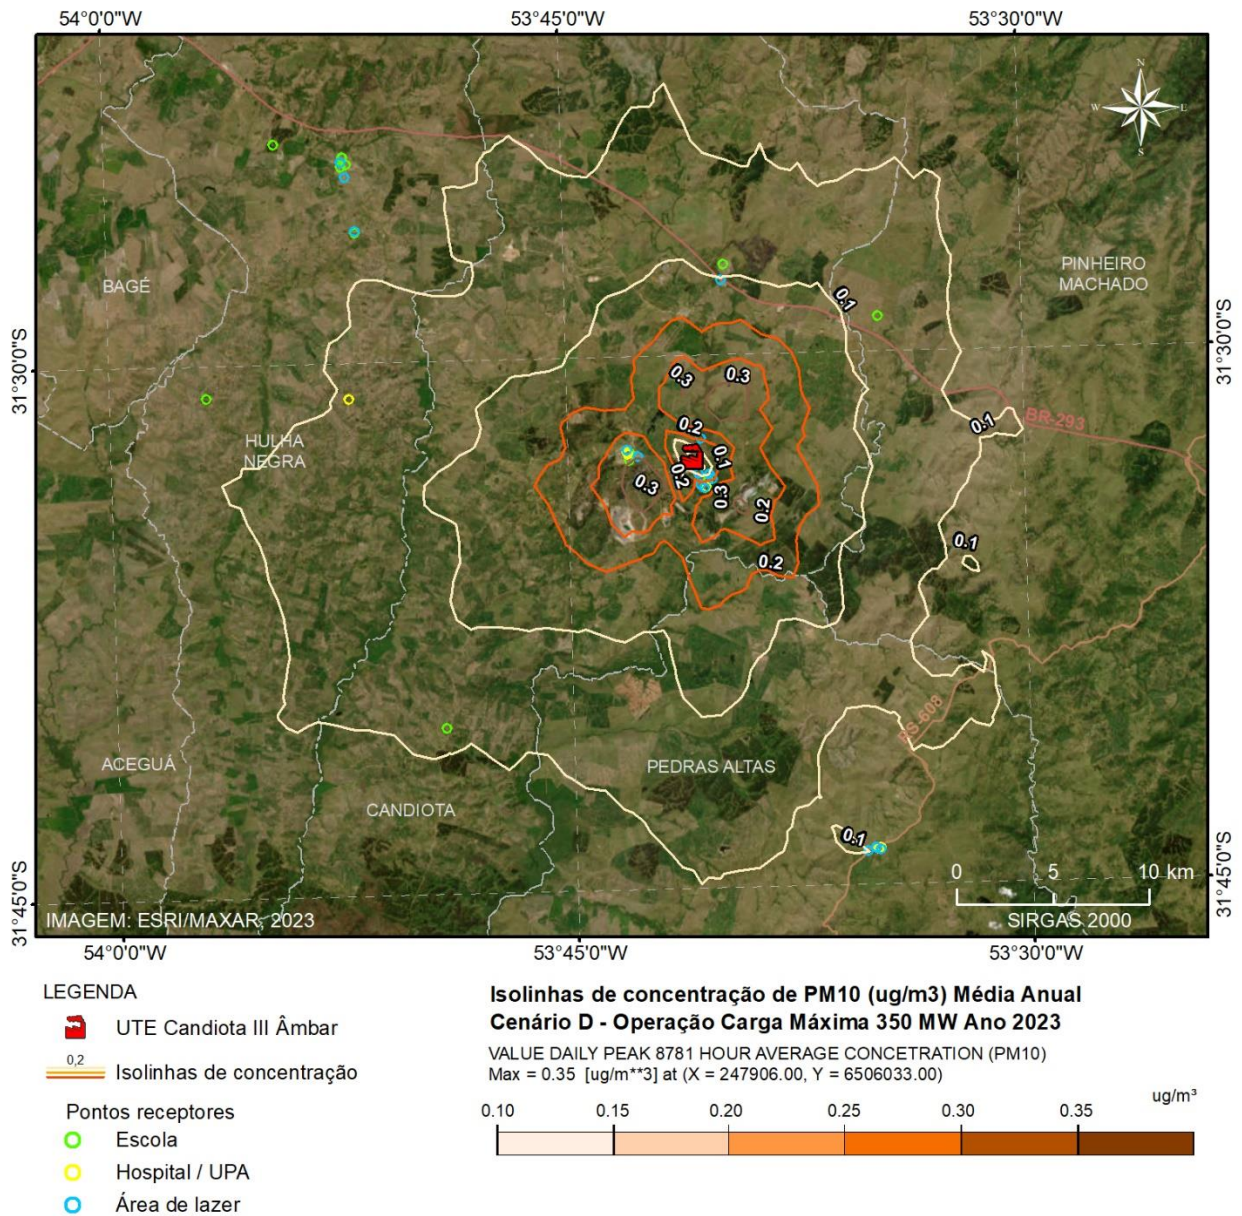 54°0'0"W 53°45'0"W 53°30'0"W
N
W E
S
PINHEIRO
MACHADO
BAGÉ
0.1
31°30'0"S
31°30'0"S
0.3
0.3
BR-293
0.1
0.2
HULHA
NEGRA
0.1
0.2
0.3
0.3
0.2
0.1
0.2
RS-608
ACEGUÁ
PEDRAS ALTAS
CANDIOTA
0.1
0 5 10 km
31°45'0"S
31°45'0"S
IMAGEM: ESRI/MAXAR, 2023
SIRGAS 2000
54°0'0"W 53°45'0"W 53°30'0"W
LEGENDA
UTE Candiota III Âmbar
0,2
Isolinhas de concentração
Pontos receptores
Escola
Hospital / UPA
Área de lazer
Isolinhas de concentração de PM10 (ug/m3) Média Anual
Cenário D - Operação Carga Máxima 350 MW Ano 2023
VALUE DAILY PEAK 8781 HOUR AVERAGE CONCETRATION (PM10)
Max = 0.35 [ug/m**3] at (X = 247906.00, Y = 6506033.00)
ug/m³
0.10 0.15 0.20 0.25 0.30 0.35